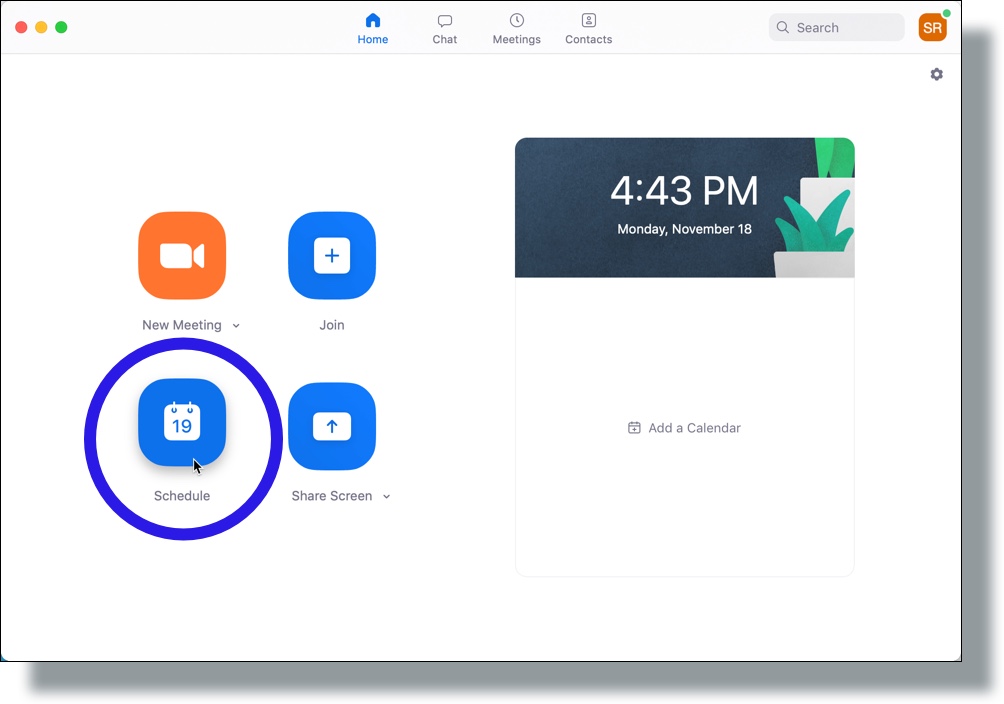 Home
Chat
Meetings
Contacts
Search
SR
4:43 PM
Monday, November 18
New Meeting
Join
19
Schedule
Share Screen
Add a Calendar